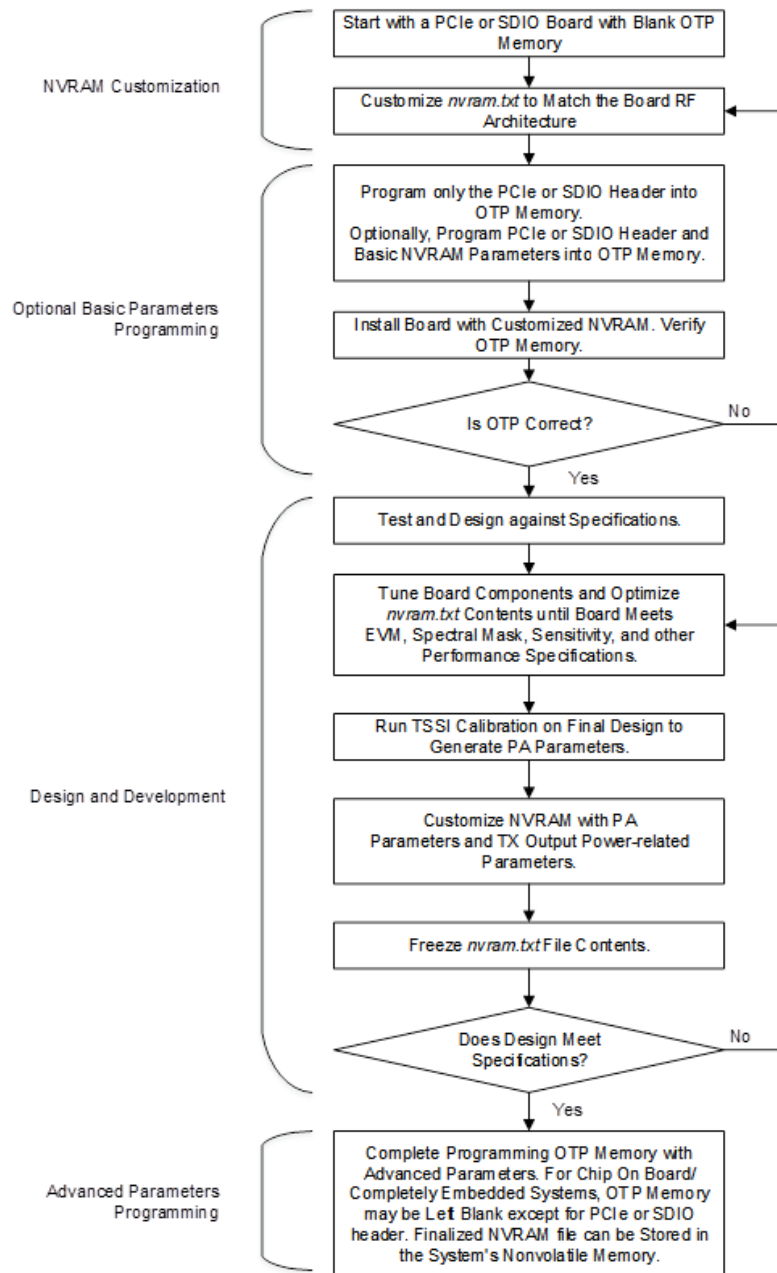 Start with a PCIe or SDIO Board with Blank OTP
Memory
NVRAM Customization
Customize nvram.txt to Match the Board RF
Architecture
Program only the PCIe or SDIO Header into
OTP Memory.
Optionally, Program PCIe or SDIO Header and
Basic NVRAM Parameters into OTP Memory.
Optional Basic Parameters
Programming
Install Board with Customized NVRAM. Verify
OTP Memory.
Is OTP Correct?
No
Yes
Test and Design against Specifications.
Tune Board Components and Optimize
nvram.txt Contents until Board Meets
EVM, Spectral Mask, Sensitivity, and other
Performance Specifications.
Run TSSI Calibration on Final Design to
Generate PA Parameters.
Design and Development
Customize NVRAM with PA
Parameters and TX Output Power-related
Parameters.
Freeze nvram.txt File Contents.
Does Design Meet
Specifications?
No
Yes
Complete Programming OTP Memory with
Advanced Parameters. For Chip On Board/
Completely Embedded Systems, OTP Memory
may be Left Blank except for PCIe or SDIO
header. Finalized NVRAM file can be Stored in
the System's Nonvolatile Memory.
Advanced Parameters
Programming